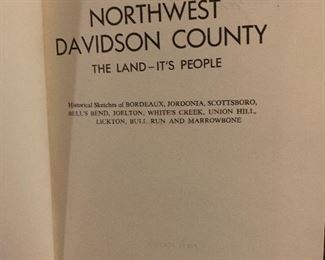 NORTHWEST
DAVIDSON COUNTY
THE LAND—IT'S PEOPLE
Historical Sketches of BORDEAUX, JORDONIA, SCOTTSBORO,
BELL'S BEND, JOELTON, WHITE'S CREEK, UNION HILL,
LICKTON, BULL RUN AND MARROWBONE